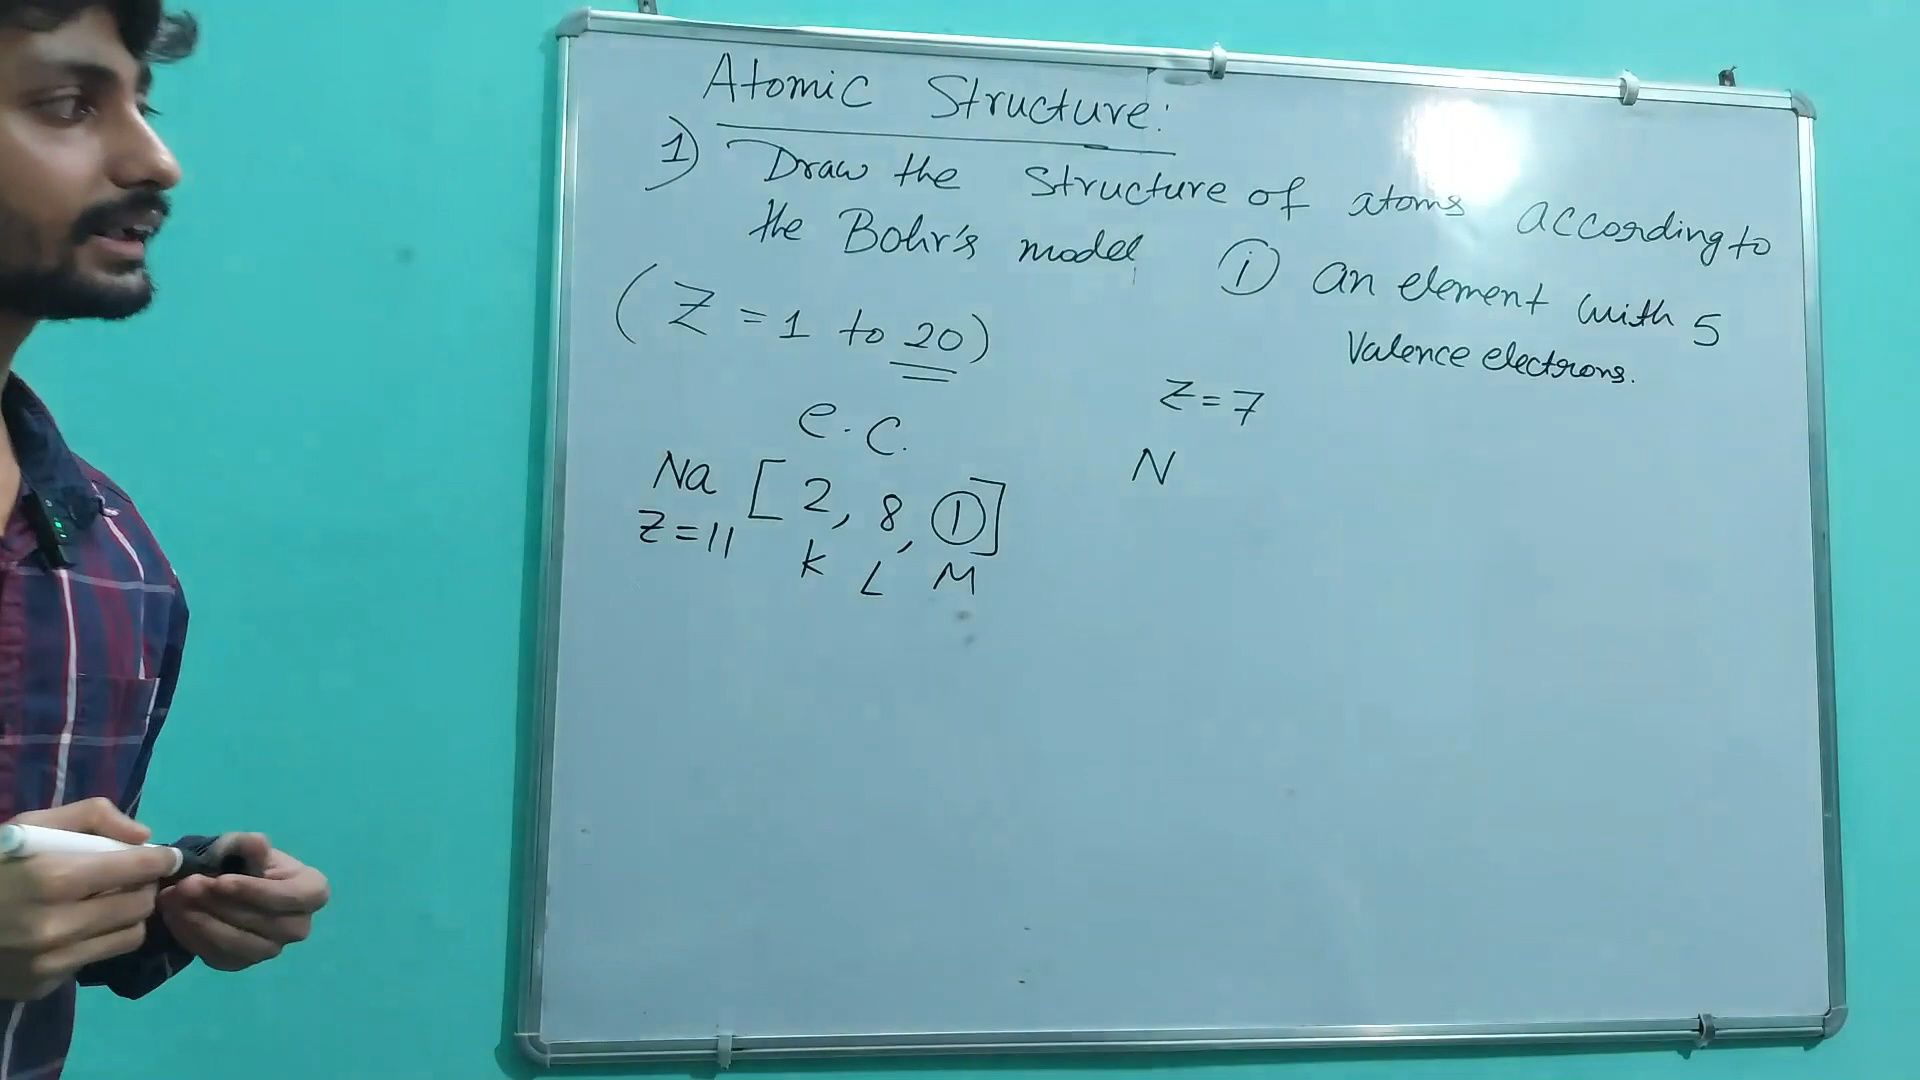 Atomic Structure:
1) Draw the Structure of atoms according to
the Bohr's model (i) an element with 5
Valence electrons.
(Z = 1 to 20)
Z = 7
e.c.
N
Na [2, 8, 1]
Z = 11
K L M